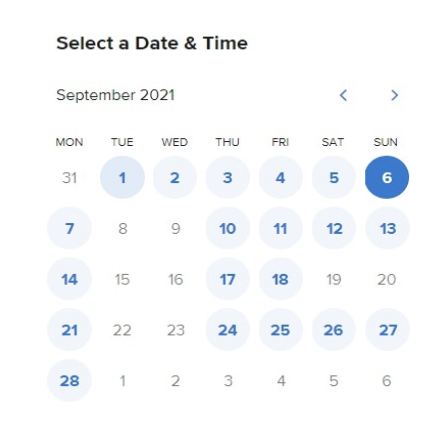 Select a Date & Time
September 2021
MON TUE WED THU FRI SAT SUN
31 1 2 3 4 5 6
7 8 9 10 11 12 13
14 15 16 17 18 19 20
21 22 23 24 25 26 27
28 1 2 3 4 5 6